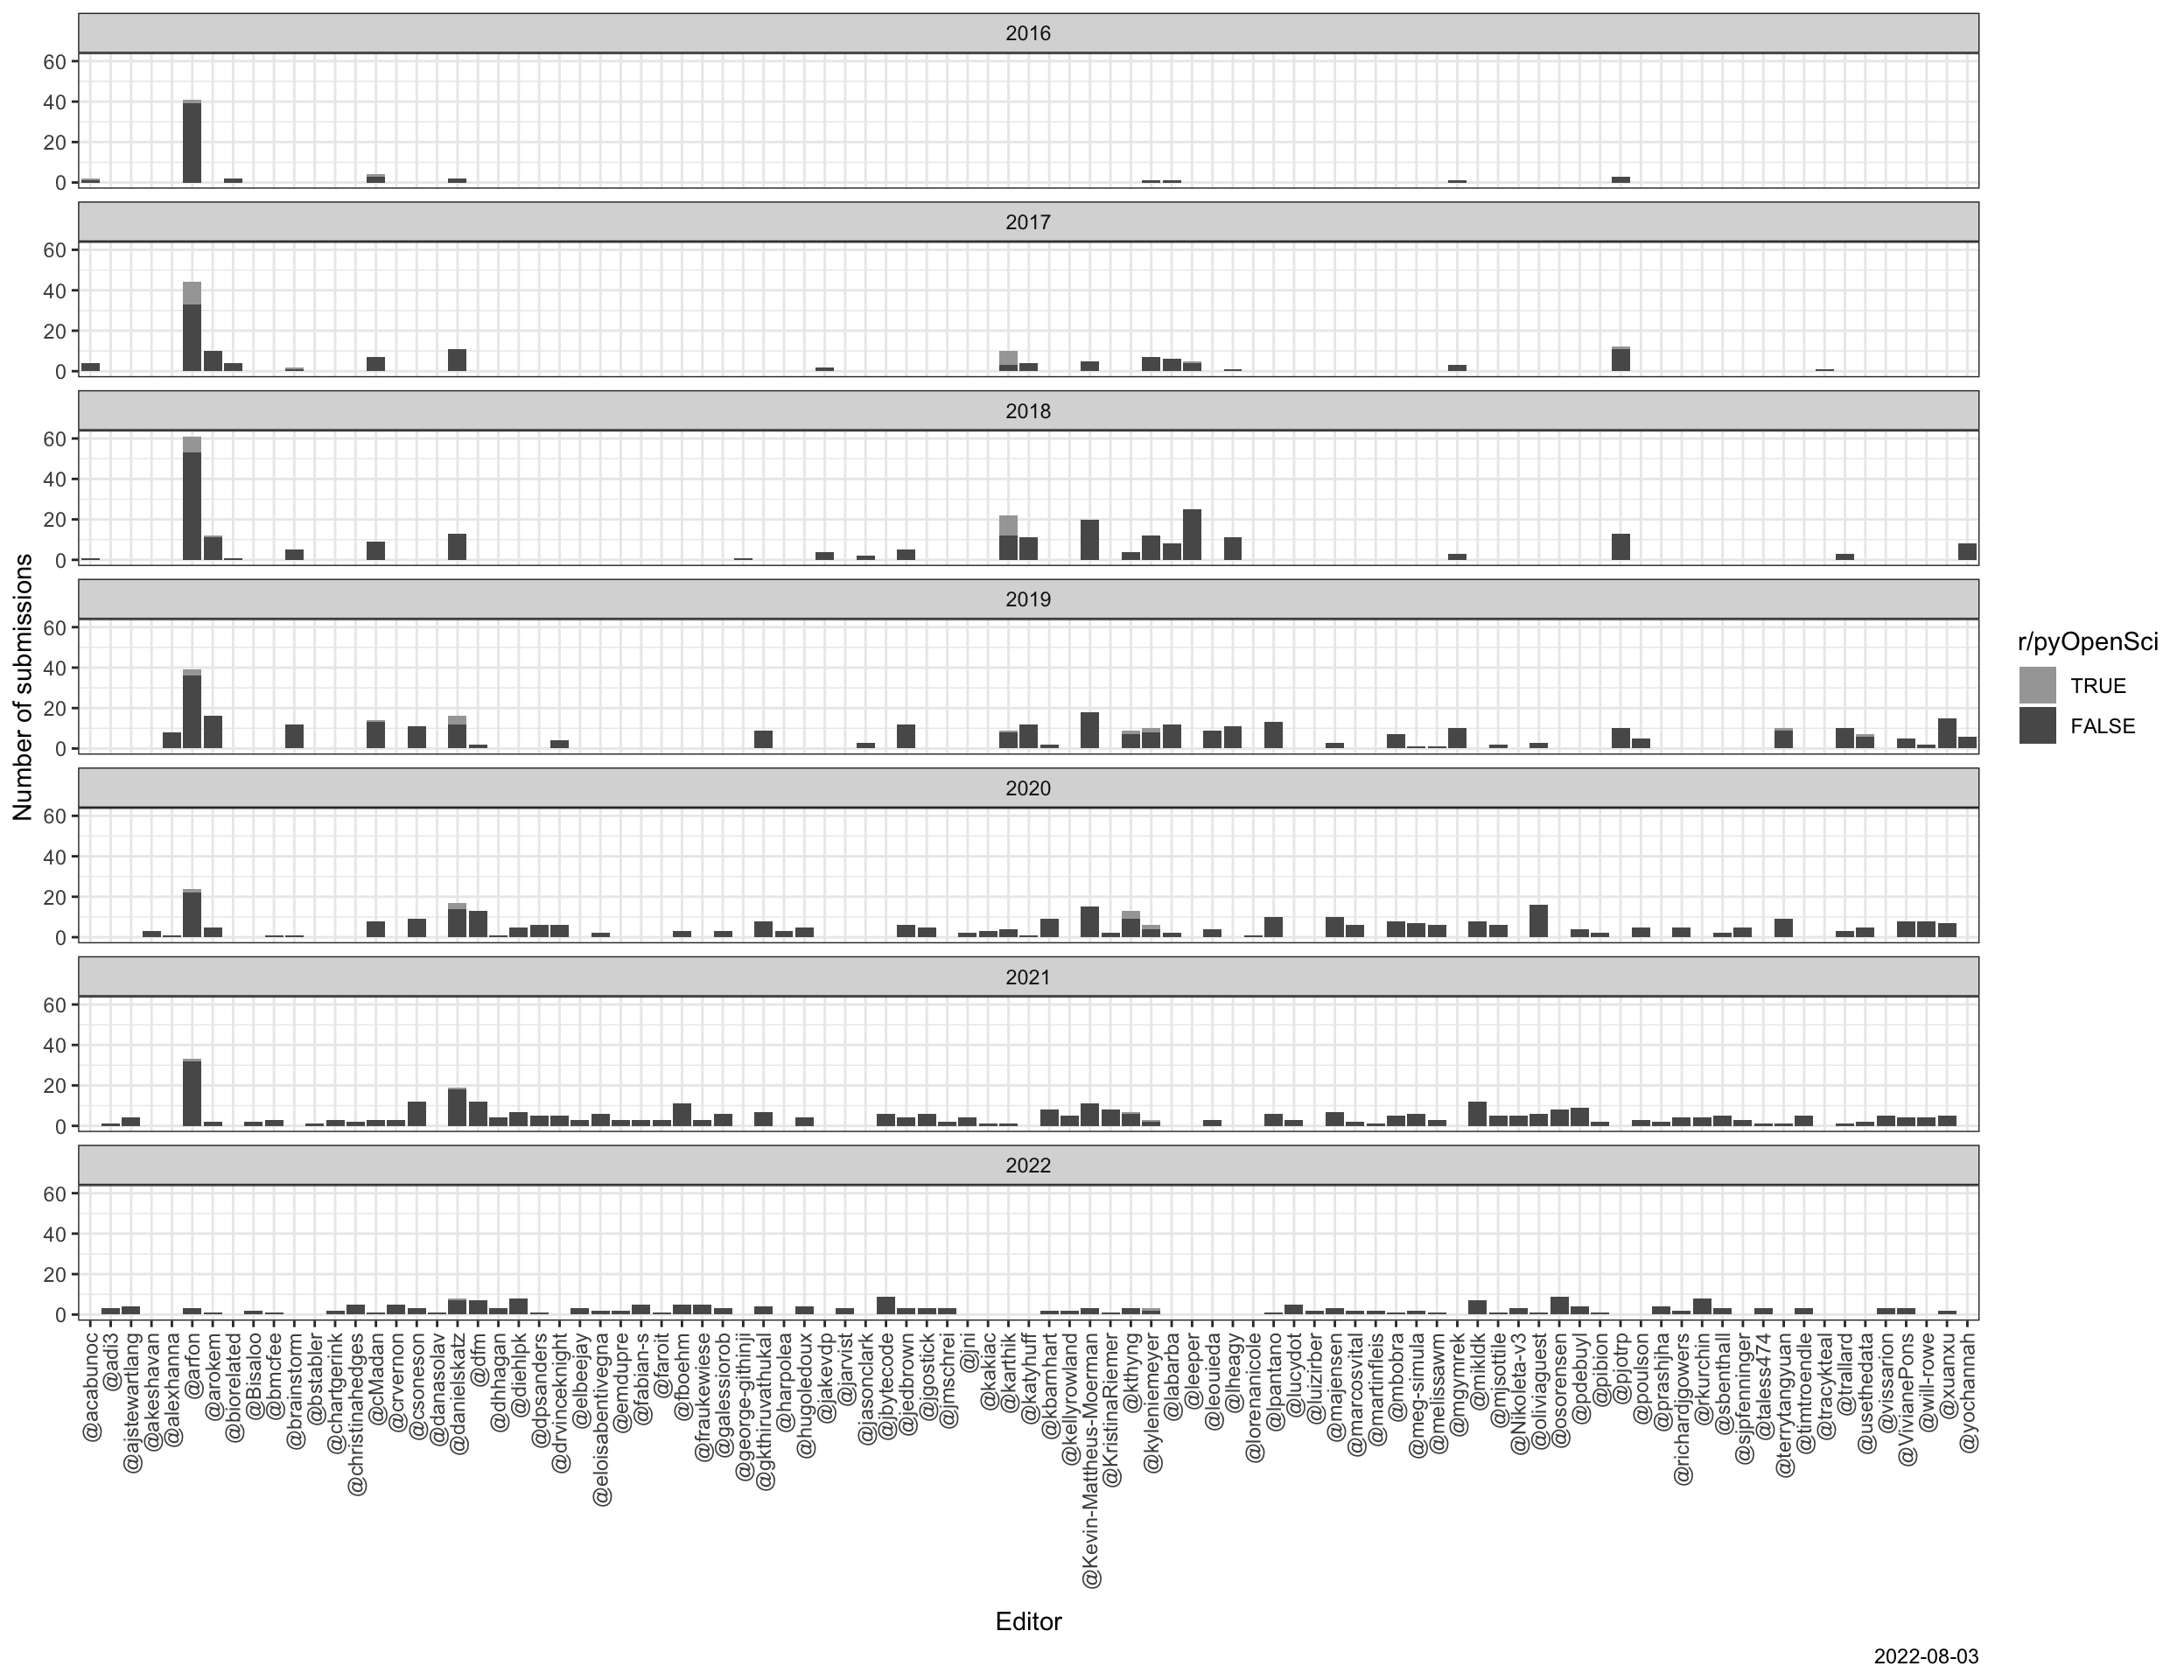 2016
60
40
20
0
2017
60
40
20
0
2018
60
40
20
0
2019
60
40
20
0
2020
60
40
20
0
2021
60
40
20
0
2022
60
40
20
0
Number of submissions
@acabunoc
@adi3
@ajstewartlang
@akeshavan
@alexhanna
@arfon
@arokem
@biorelated
@Bisaloo
@bmcfee
@brainstorm
@bstabler
@chartgerink
@christinahedges
@cMadan
@crvernon
@csoneson
@danasolav
@danielskatz
@dfm
@dhhagan
@diehlpk
@dpsanders
@drvinceknight
@elbeejay
@eloisabentivegna
@emdupre
@fabian-s
@faroit
@fboehm
@fraukewiese
@galessiorob
@george-githinji
@gkthiruvathukal
@harpolea
@hugoledoux
@jakevdp
@jarvist
@jasonclark
@jbytecode
@jedbrown
@jgostick
@jmschrei
@jni
@kakiac
@karthik
@katyhuff
@kbarnhart
@kellyrowland
@Kevin-Mattheus-Moerman
@KristinaRiemer
@kthyng
@kyleniemeyer
@labarba
@leeper
@leouieda
@lheagy
@lorenanicole
@lpantano
@lucydot
@luizirber
@majensen
@marcosvital
@martinfleis
@mbobra
@meg-simula
@melissawm
@mgymrek
@mikldk
@mjsottile
@Nikoleta-v3
@oliviaguest
@osorensen
@pdebuyl
@pibion
@pjotrp
@poulson
@prashjha
@richardjgowers
@rkurchin
@sbenthall
@sjpfenninger
@taless474
@terrytangyuan
@timtroendle
@tracykteal
@trallard
@usethedata
@vissarion
@VivianePons
@will-rowe
@xuanxu
@yochannah
Editor
r/pyOpenSci
TRUE
FALSE
2022-08-03